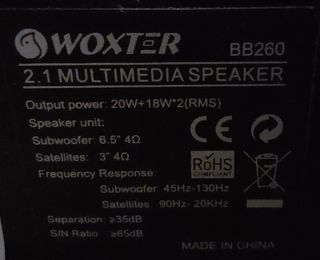 WOXTER BB260
2.1 MULTIMEDIA SPEAKER
Output power: 20W+18W*2(RMS)
Speaker unit:
Subwoofer: 6.5" 4Ω
Satellites: 3" 4Ω
Frequency Response:
Subwoofer: 45Hz-130Hz
Satellites: 90Hz- 20KHz
Separation: ≥35dB
S/N Ratio: ≥65dB
CE
RoHS
COMPLIANT
MADE IN CHINA